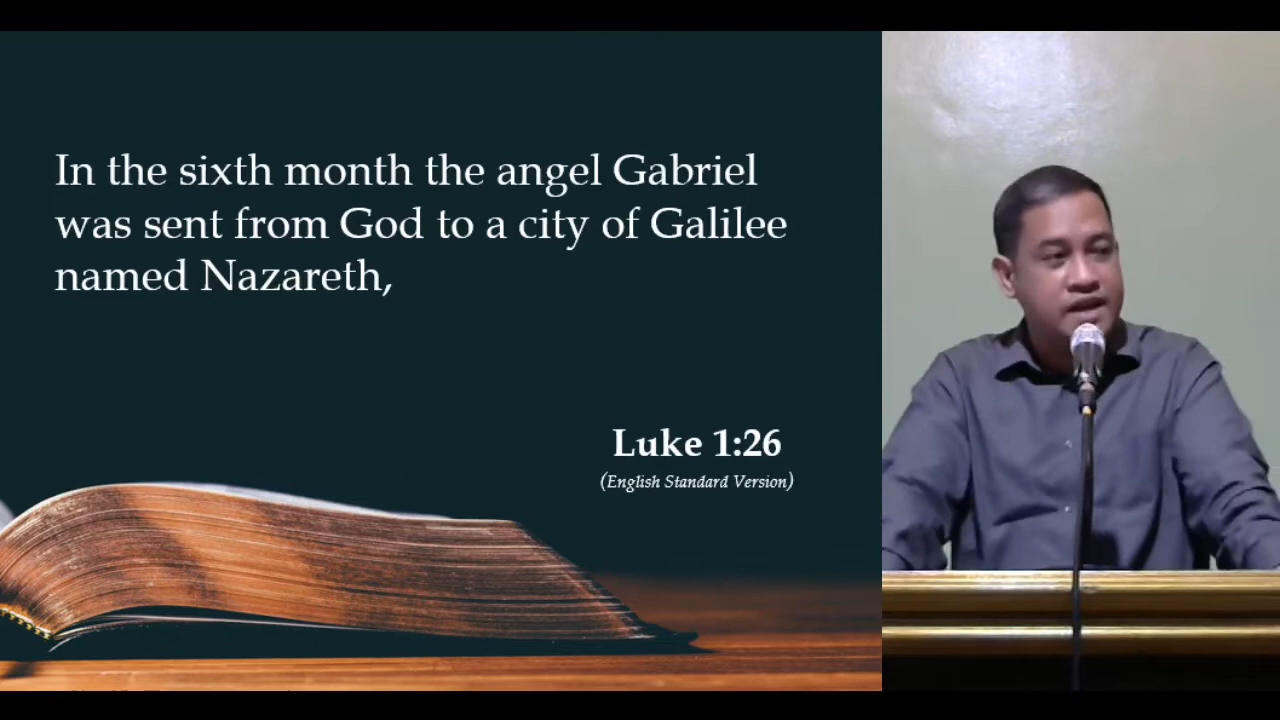 In the sixth month the angel Gabriel
was sent from God to a city of Galilee
named Nazareth,
Luke 1:26
(English Standard Version)